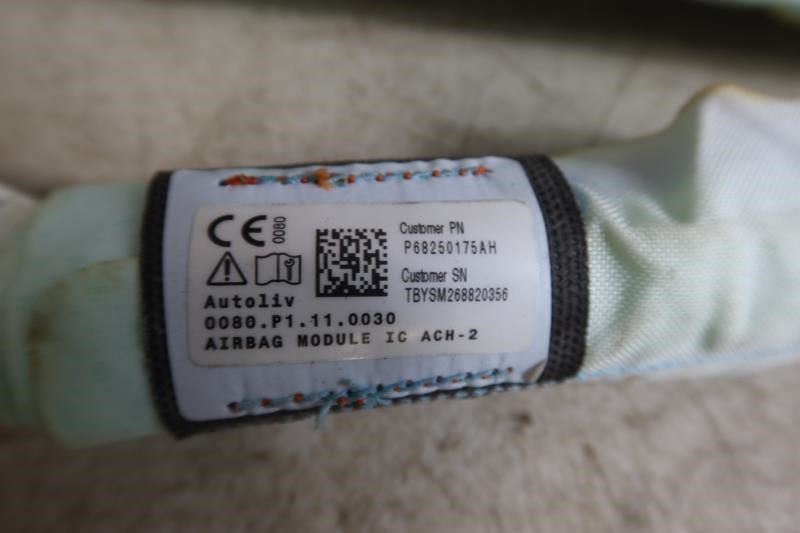 CE 0080
Customer PN
P68250175AH
Customer SN
TBYSM268820356
Autoliv
0080.P1.11.0030
AIRBAG MODULE IC ACH-2